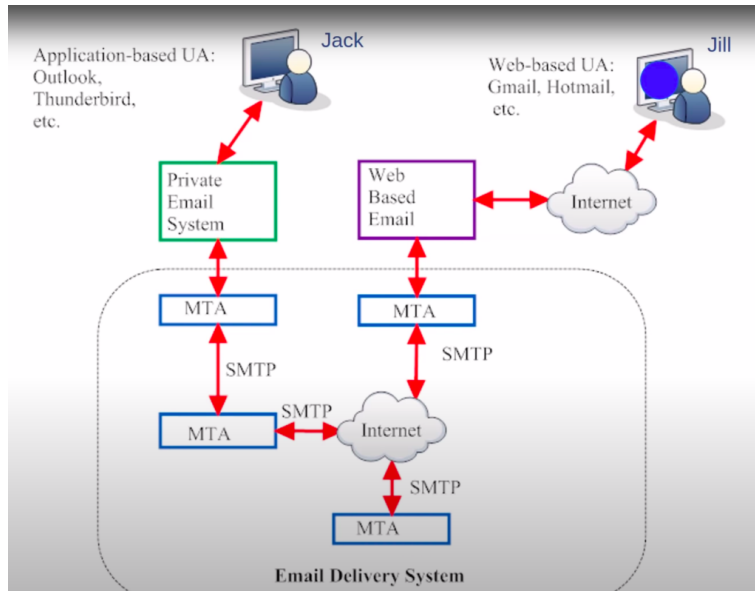 Jack
Application-based UA:
Outlook,
Thunderbird,
etc.
Jill
Web-based UA:
Gmail, Hotmail,
etc.
Private
Email
System
Web
Based
Email
Internet
MTA
MTA
SMTP
SMTP
MTA
SMTP
Internet
SMTP
MTA
Email Delivery System